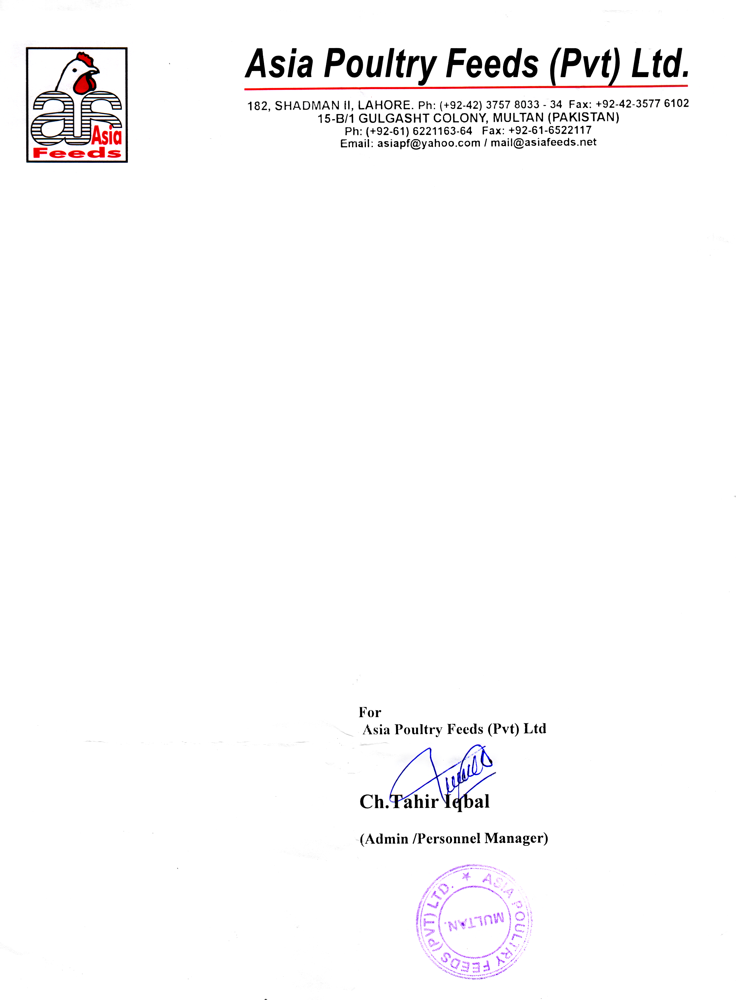 Asia Poultry Feeds (Pvt) Ltd.
182, SHADMAN II, LAHORE. Ph: (+92-42) 3757 8033 - 34 Fax: +92-42-3577 6102
15-B/1 GULGASHT COLONY, MULTAN (PAKISTAN)
Ph: (+92-61) 6221163-64 Fax: +92-61-6522117
Email: asiapf@yahoo.com / mail@asiafeeds.net
af
Asia
Feeds
For
Asia Poultry Feeds (Pvt) Ltd
Ch.Tahir Iqbal
(Admin /Personnel Manager)
★ ASIA POULTRY FEEDS (PVT) LTD.
MULTAN.